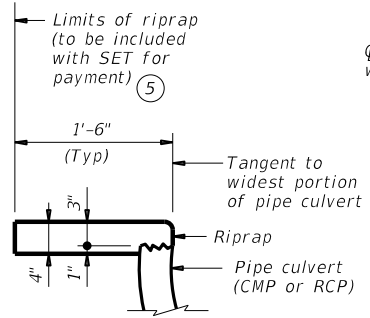 Limits of riprap
(to be included
with SET for
payment) 5
1'-6"
(Typ)
Tangent to
widest portion
of pipe culvert
3"
Riprap
4"
1"
Pipe culvert
(CMP or RCP)